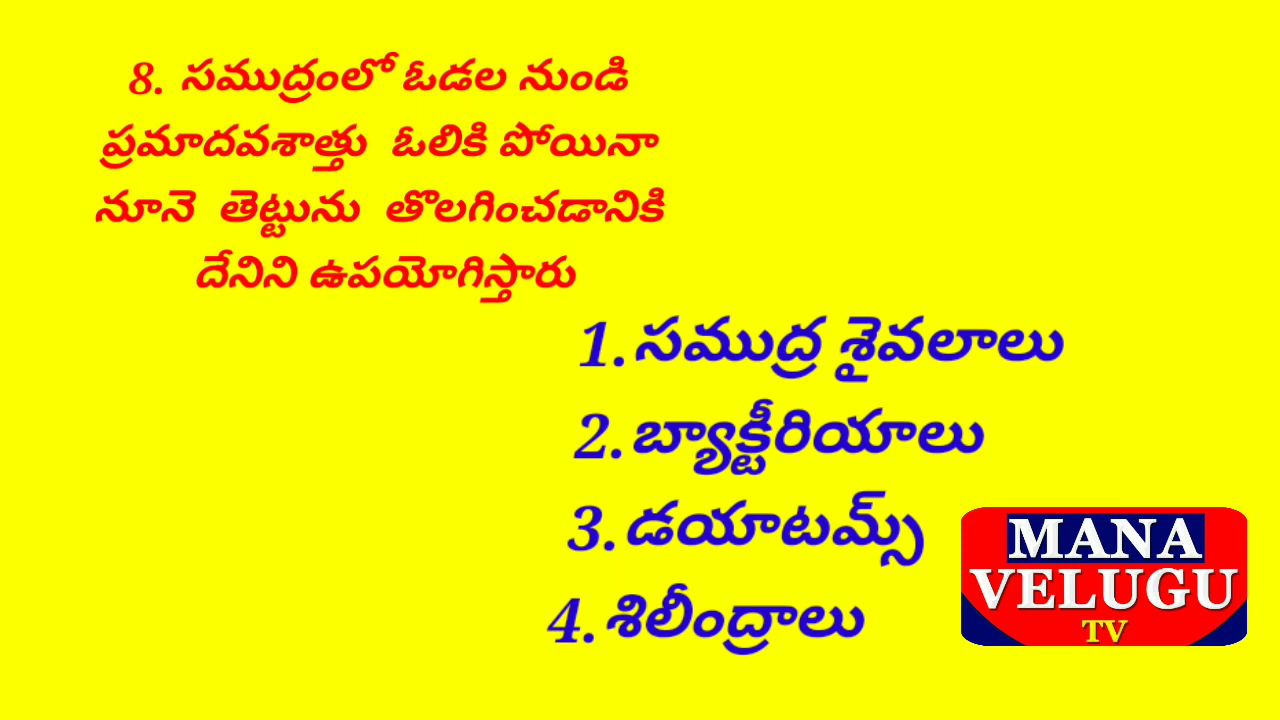 8. సముద్రంలో ఓడల నుండి
ప్రమాదవశాత్తు ఓలికి పోయినా
నూనె తెట్టును తొలగించడానికి
దేనిని ఉపయోగిస్తారు
1.సముద్ర శైవలాలు
2.బ్యాక్టీరియాలు
3.డయాటమ్స్
4.శిలీంద్రాలు
MANA
VELUGU
TV